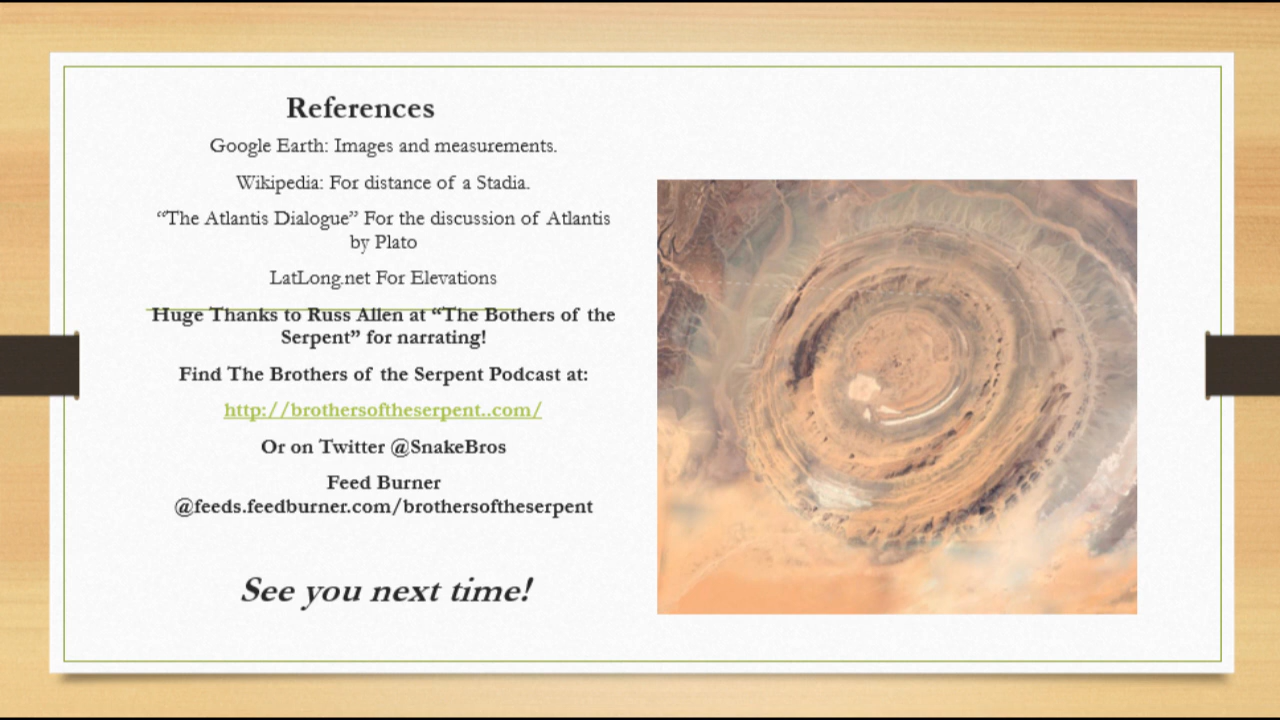 References
Google Earth: Images and measurements.
Wikipedia: For distance of a Stadia.
“The Atlantis Dialogue” For the discussion of Atlantis
by Plato
LatLong.net For Elevations
Huge Thanks to Russ Allen at “The Bothers of the
Serpent” for narrating!
Find The Brothers of the Serpent Podcast at:
http://brothersoftheserpent..com/
Or on Twitter @SnakeBros
Feed Burner
@feeds.feedburner.com/brothersoftheserpent
See you next time!